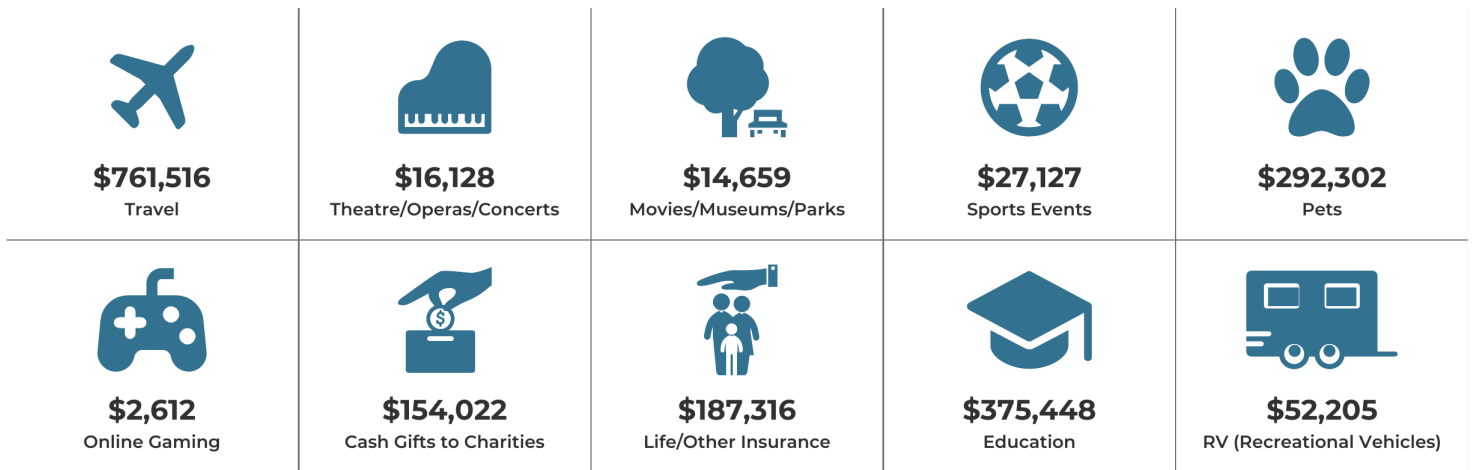 $761,516
Travel
$16,128
Theatre/Operas/Concerts
$14,659
Movies/Museums/Parks
$27,127
Sports Events
$292,302
Pets
$2,612
Online Gaming
$
$154,022
Cash Gifts to Charities
$187,316
Life/Other Insurance
$375,448
Education
$52,205
RV (Recreational Vehicles)